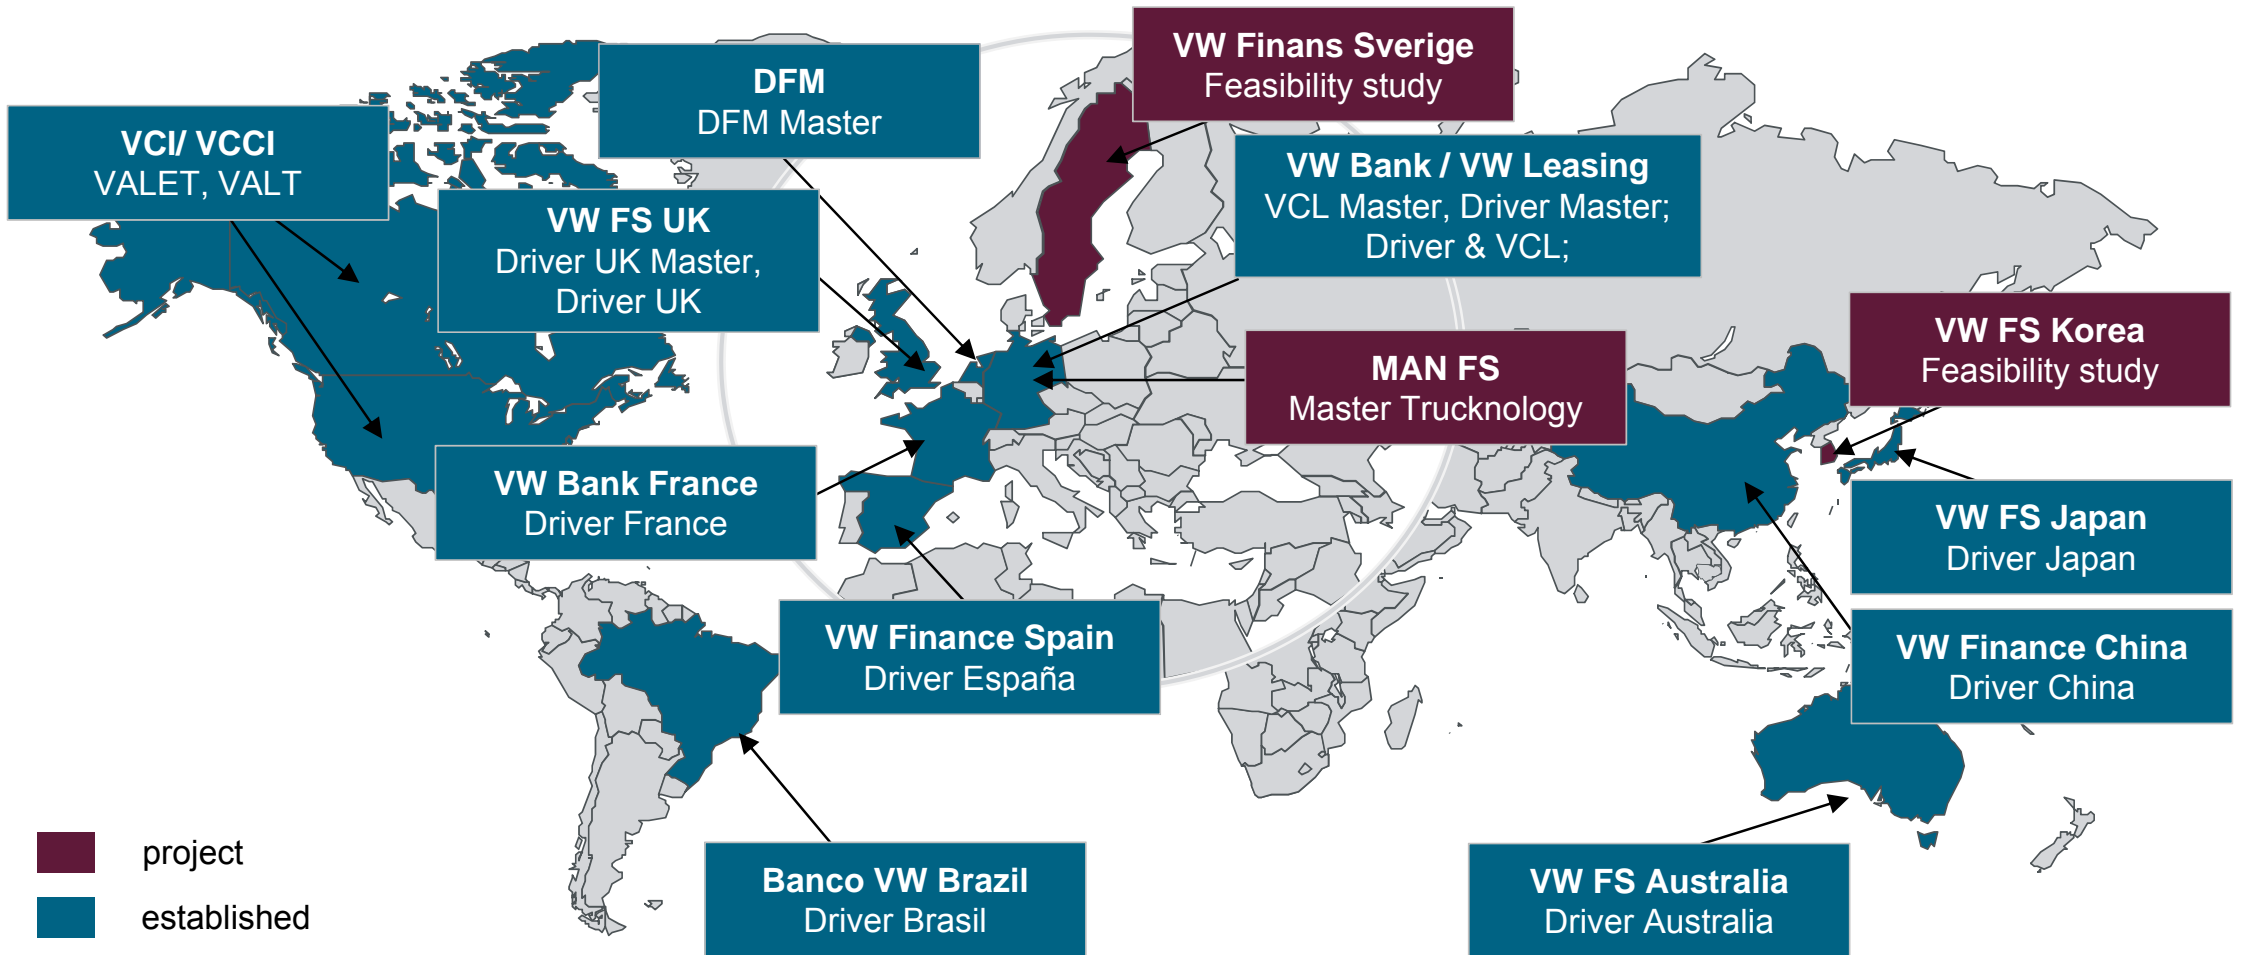 VW Finans Sverige
Feasibility study
DFM
DFM Master
VCI/ VCCI
VALET, VALT
VW Bank / VW Leasing
VCL Master, Driver Master;
Driver & VCL;
VW FS UK
Driver UK Master,
Driver UK
VW FS Korea
Feasibility study
MAN FS
Master Trucknology
VW Bank France
Driver France
VW FS Japan
Driver Japan
VW Finance Spain
Driver España
VW Finance China
Driver China
project
established
Banco VW Brazil
Driver Brasil
VW FS Australia
Driver Australia